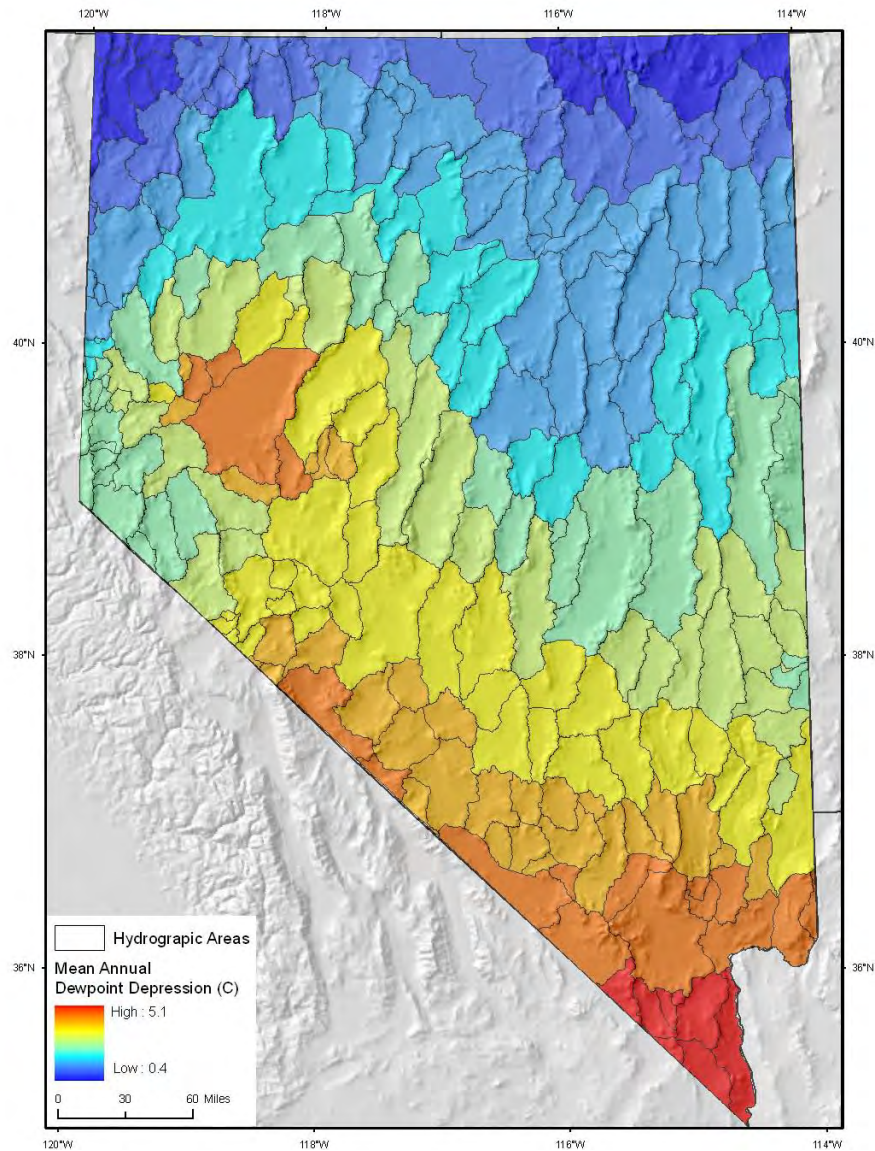 120°W 118°W 116°W 114°W
40°N 40°N
38°N 38°N
36°N 36°N
Hydrograpic Areas
Mean Annual
Dewpoint Depression (C)
High : 5.1
Low : 0.4
0 30 60 Miles
120°W 118°W 116°W 114°W